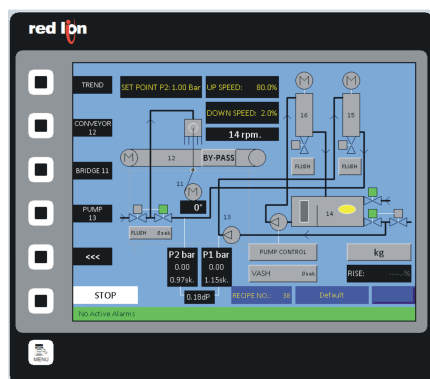 red lion
TREND
SET POINT P2: 1.00 Bar
UP SPEED: 80.0%
DOWN SPEED: 2.0%
14 rpm.
CONVEYOR
12
M
M
16
15
M
12
BY-PASS
FLUSH
FLUSH
BRIDGE 11
11
M
0°
PUMP
13
14
13
FLUSH 0sek
<<<
P2 bar
0.00
0.97sk.
P1 bar
0.00
1.15sk.
PUMP CONTROL
kg
VASH 0sek
RISE: ---.-/%
STOP
0.18dP
RECIPE NO.: 38
Default
No Active Alarms
MENU